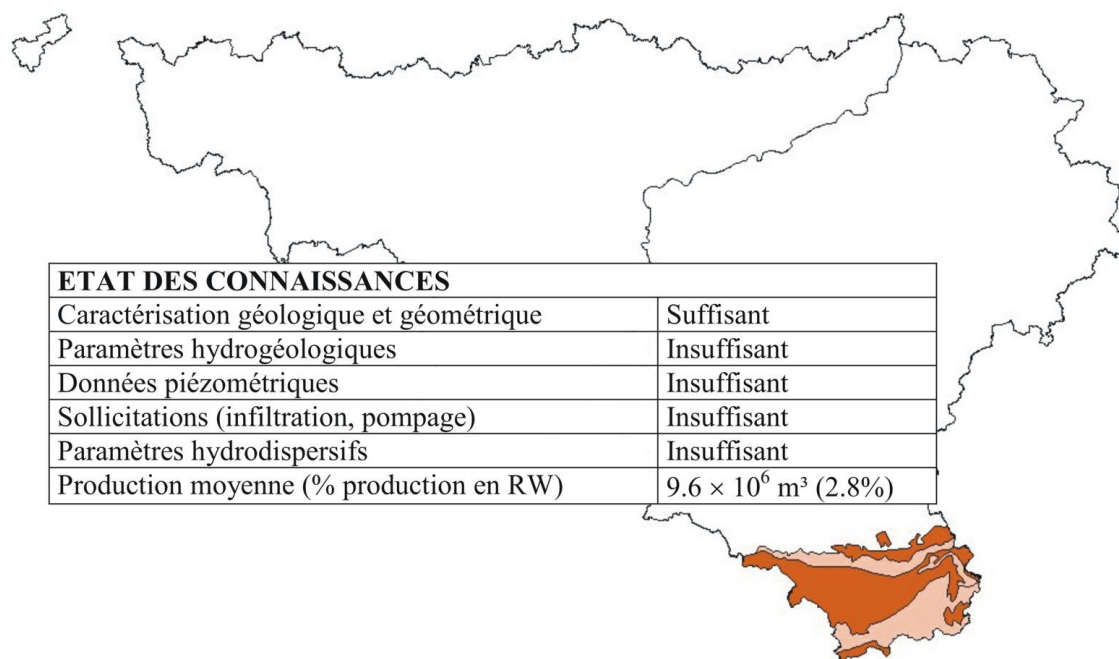 ETAT DES CONNAISSANCES
Caractérisation géologique et géométrique Suffisant
Paramètres hydrogéologiques Insuffisant
Données piézométriques Insuffisant
Sollicitations (infiltration, pompage) Insuffisant
Paramètres hydrodispersifs Insuffisant
Production moyenne (% production en RW) 9.6 × 10⁶ m³ (2.8%)